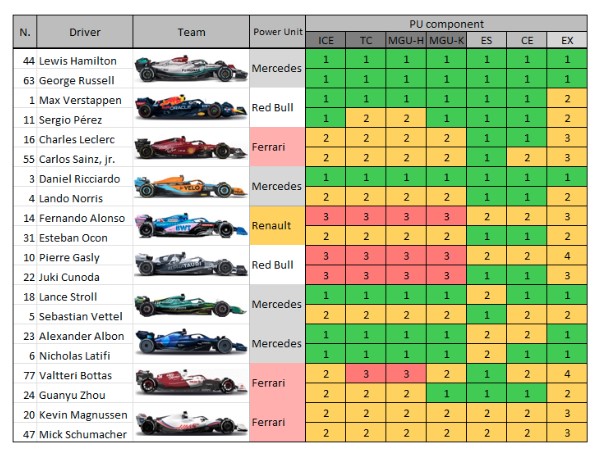 N. Driver Team Power Unit PU component
ICE TC MGU-H MGU-K ES CE EX
44 Lewis Hamilton Mercedes 1 1 1 1 1 1 1
63 George Russell 1 1 1 1 1 1 1
1 Max Verstappen Red Bull 1 1 1 1 1 1 2
11 Sergio Pérez 1 2 2 1 1 1 2
16 Charles Leclerc Ferrari 2 2 2 2 1 1 3
55 Carlos Sainz, jr. 2 2 2 2 1 2 3
3 Daniel Ricciardo Mercedes 1 1 1 1 1 1 1
4 Lando Norris 2 2 2 2 1 1 2
14 Fernando Alonso Renault 3 3 3 3 2 2 3
31 Esteban Ocon 2 2 2 2 1 1 2
10 Pierre Gasly Red Bull 3 3 3 3 2 2 4
22 Juki Cunoda 3 3 3 3 1 1 3
18 Lance Stroll Mercedes 1 1 1 1 2 1 1
5 Sebastian Vettel 2 2 2 2 2 2 2
23 Alexander Albon Mercedes 1 1 1 1 2 2 1
6 Nicholas Latifi 1 1 1 1 2 1 1
77 Valtteri Bottas Ferrari 2 3 3 2 1 2 4
24 Guanyu Zhou 2 2 2 1 1 1 2
20 Kevin Magnussen Ferrari 2 2 2 2 2 2 3
47 Mick Schumacher 2 2 2 2 2 2 3